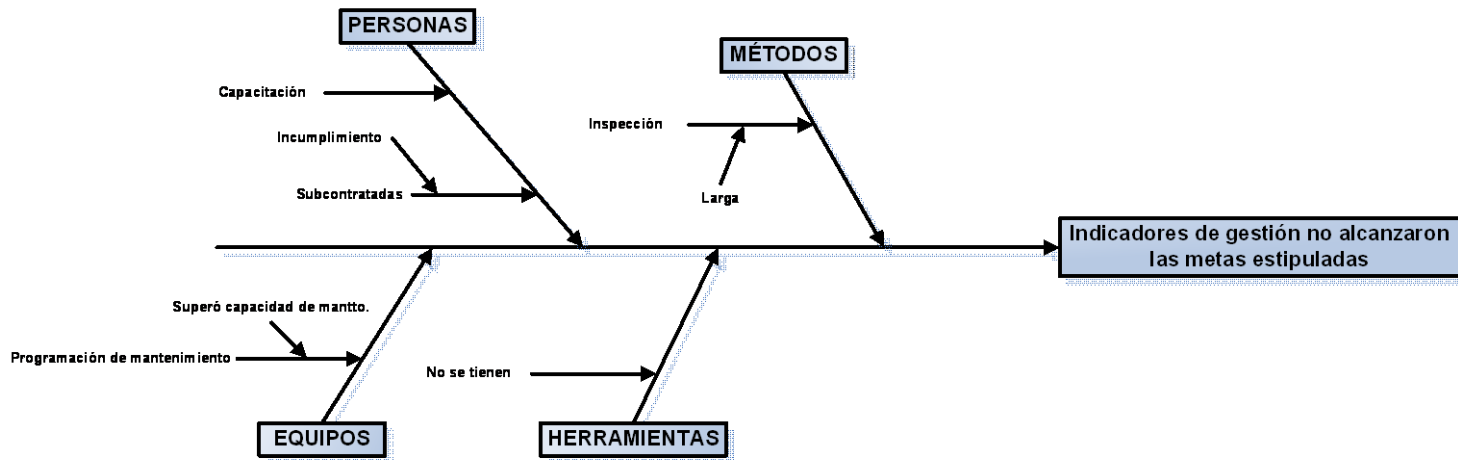 PERSONAS
MÉTODOS
Capacitación
Inspección
Incumplimiento
Subcontratadas
Larga
Indicadores de gestión no alcanzaron
las metas estipuladas
Superó capacidad de mantto.
Programación de mantenimiento
No se tienen
EQUIPOS
HERRAMIENTAS